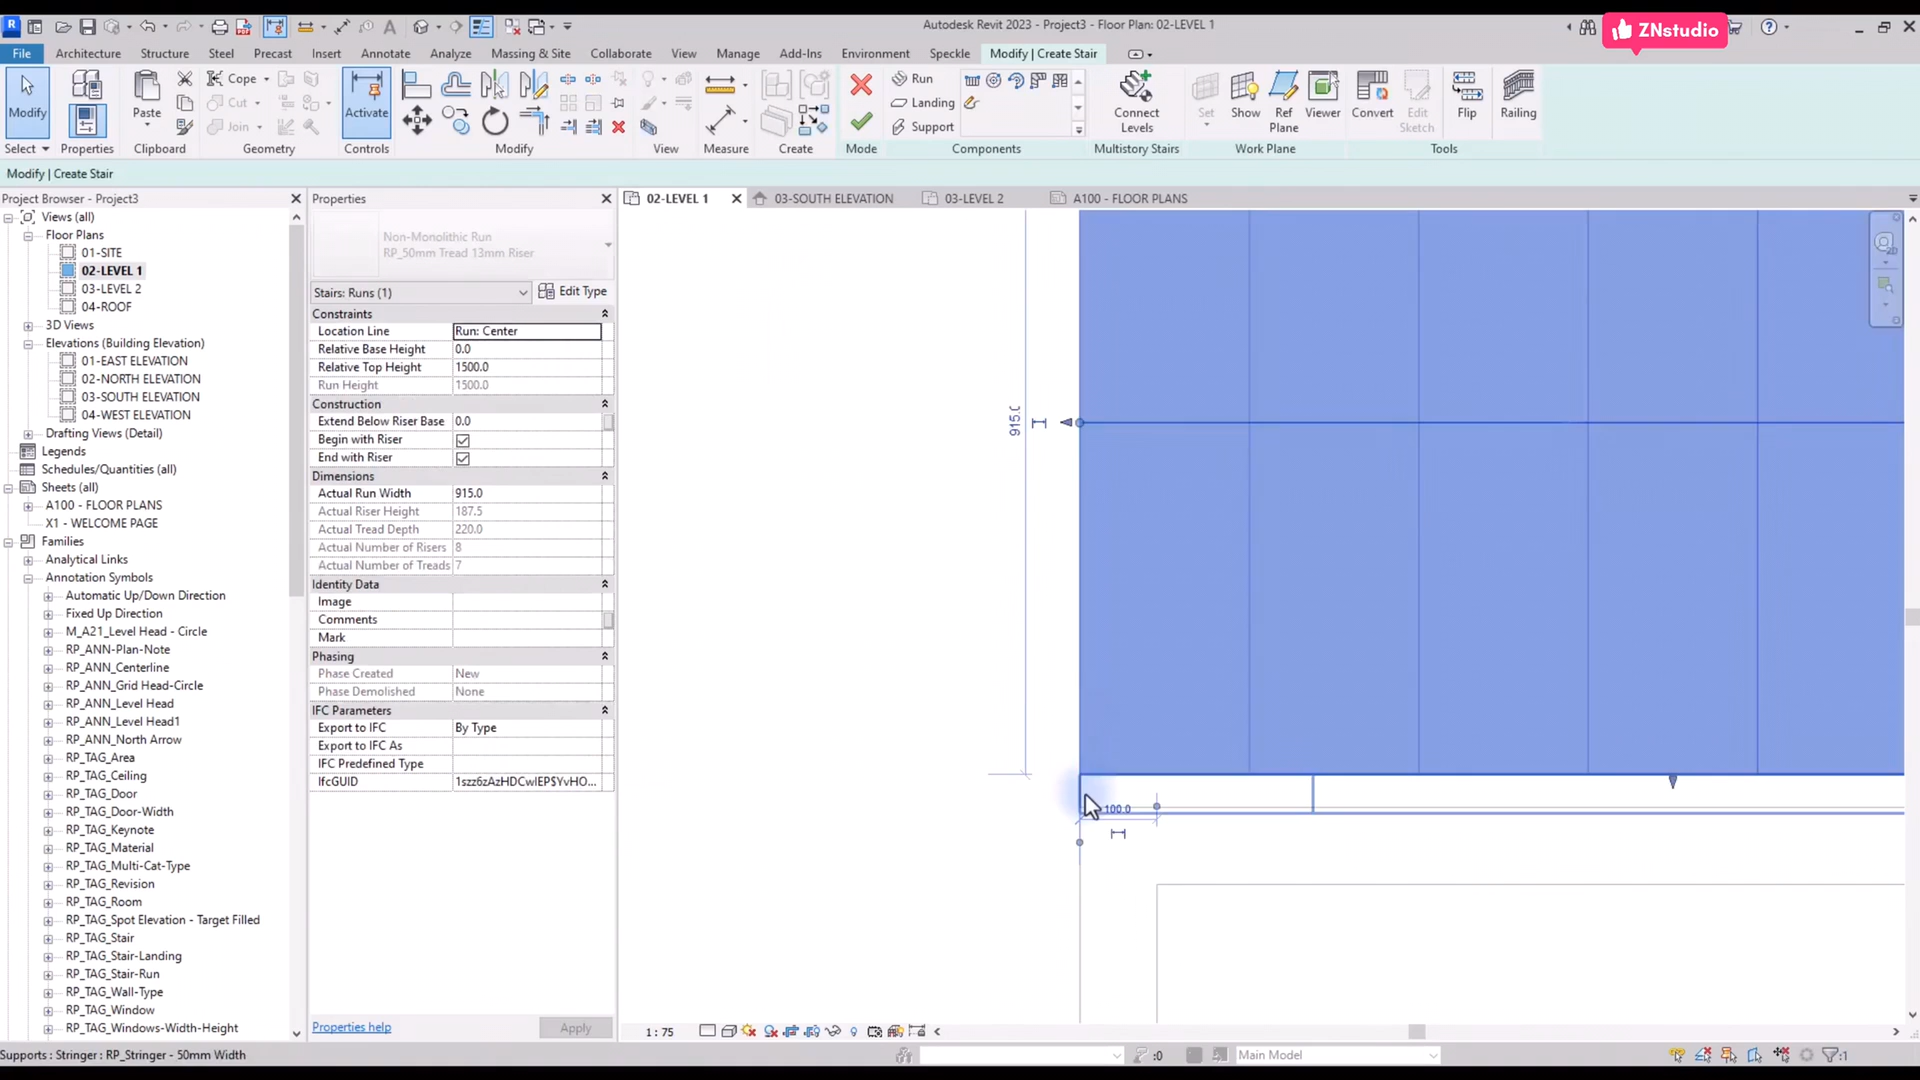 Autodesk Revit 2023 - Project3 - Floor Plan: 02-LEVEL 1
ZNstudio
File
Architecture
Structure
Steel
Precast
Insert
Annotate
Analyze
Massing & Site
Collaborate
View
Manage
Add-Ins
Environment
Speckle
Modify | Create Stair
Modify
Select
Properties
Paste
Clipboard
Cope
Cut
Join
Geometry
Activate
Controls
Modify
View
Measure
Create
Mode
Run
Landing
Support
Components
Connect
Levels
Multistory Stairs
Set
Show
Ref
Plane
Viewer
Work Plane
Convert
Edit
Sketch
Flip
Railing
Tools
Modify | Create Stair
Project Browser - Project3
Views (all)
Floor Plans
01-SITE
02-LEVEL 1
03-LEVEL 2
04-ROOF
3D Views
Elevations (Building Elevation)
01-EAST ELEVATION
02-NORTH ELEVATION
03-SOUTH ELEVATION
04-WEST ELEVATION
Drafting Views (Detail)
Legends
Schedules/Quantities (all)
Sheets (all)
A100 - FLOOR PLANS
X1 - WELCOME PAGE
Families
Analytical Links
Annotation Symbols
Automatic Up/Down Direction
Fixed Up Direction
M_A21_Level Head - Circle
RP_ANN-Plan-Note
RP_ANN_Centerline
RP_ANN_Grid Head-Circle
RP_ANN_Level Head
RP_ANN_Level Head1
RP_ANN_North Arrow
RP_TAG_Area
RP_TAG_Ceiling
RP_TAG_Door
RP_TAG_Door-Width
RP_TAG_Keynote
RP_TAG_Material
RP_TAG_Multi-Cat-Type
RP_TAG_Revision
RP_TAG_Room
RP_TAG_Spot Elevation - Target Filled
RP_TAG_Stair
RP_TAG_Stair-Landing
RP_TAG_Stair-Run
RP_TAG_Wall-Type
RP_TAG_Window
RP_TAG_Windows-Width-Height
Properties
Non-Monolithic Run
RP_50mm Tread 13mm Riser
Stairs: Runs (1)
Edit Type
Constraints
Location Line Run: Center
Relative Base Height 0.0
Relative Top Height 1500.0
Run Height 1500.0
Construction
Extend Below Riser Base 0.0
Begin with Riser
End with Riser
Dimensions
Actual Run Width 915.0
Actual Riser Height 187.5
Actual Tread Depth 220.0
Actual Number of Risers 8
Actual Number of Treads 7
Identity Data
Image
Comments
Mark
Phasing
Phase Created New
Phase Demolished None
IFC Parameters
Export to IFC By Type
Export to IFC As
IFC Predefined Type
IfcGUID 1szz6zAzHDCwIEP$YvHO...
Properties help
Apply
02-LEVEL 1
03-SOUTH ELEVATION
03-LEVEL 2
A100 - FLOOR PLANS
915.0
100.0
1 : 75
Supports : Stringer : RP_Stringer - 50mm Width
:0
Main Model
:1